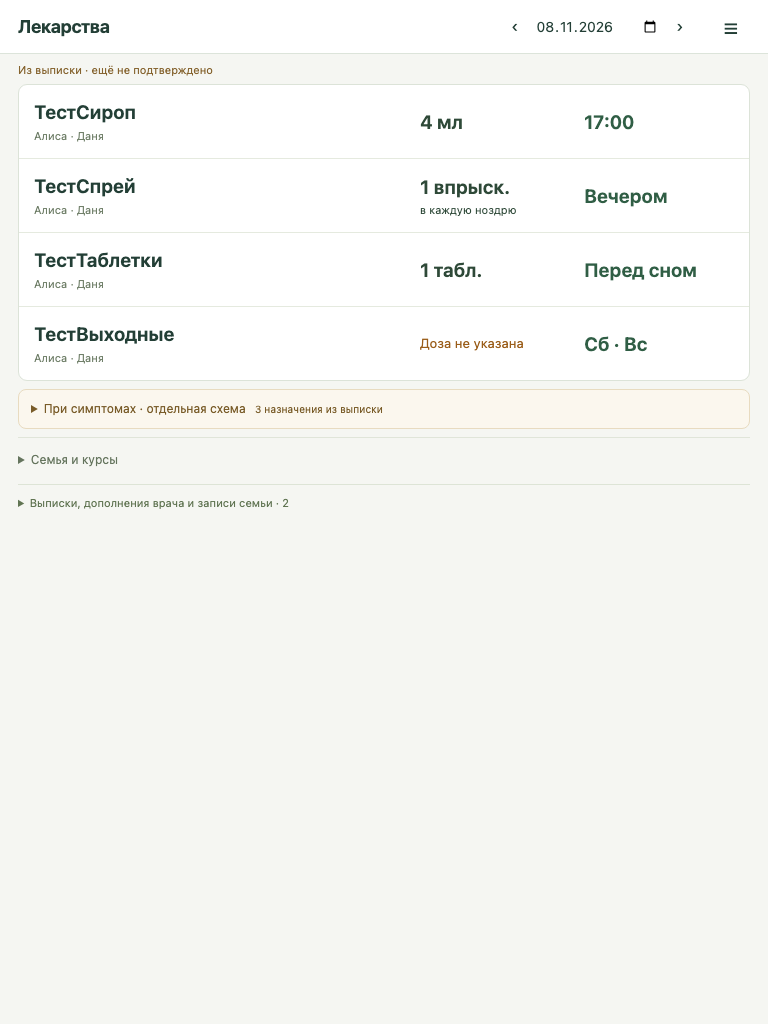 Лекарства
‹ 08.11.2026 ›
Из выписки · ещё не подтверждено
ТестСироп
Алиса · Даня
4 мл
17:00
ТестСпрей
Алиса · Даня
1 впрыск.
в каждую ноздрю
Вечером
ТестТаблетки
Алиса · Даня
1 табл.
Перед сном
ТестВыходные
Алиса · Даня
Доза не указана
Сб · Вс
При симптомах · отдельная схема 3 назначения из выписки
Семья и курсы
Выписки, дополнения врача и записи семьи · 2